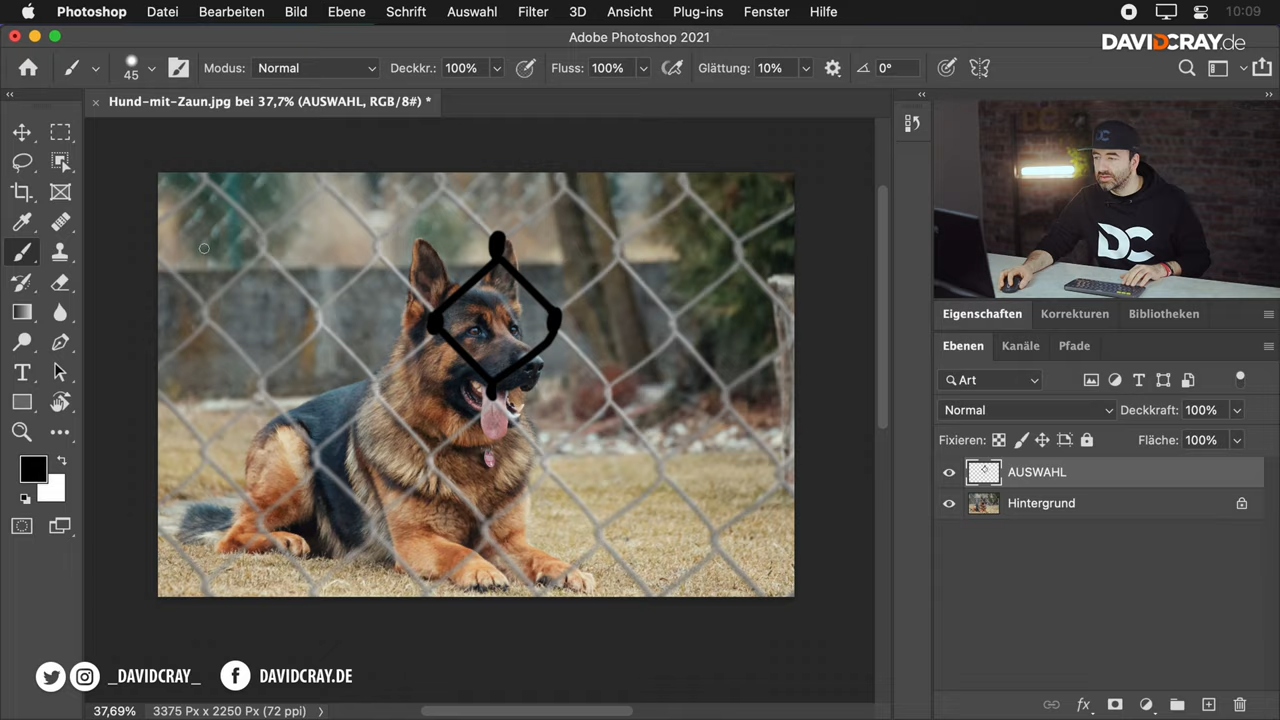 Photoshop Datei Bearbeiten Bild Ebene Schrift Auswahl Filter 3D Ansicht Plug-ins Fenster Hilfe 10:09
Adobe Photoshop 2021
DAVIDCRAY.de
45 Modus: Normal Deckkr.: 100% Fluss: 100% Glättung: 10% 0°
Hund-mit-Zaun.jpg bei 37,7% (AUSWAHL, RGB/8#) *
DC
Eigenschaften Korrekturen Bibliotheken
Ebenen Kanäle Pfade
Art
Normal Deckkraft: 100%
Fixieren: Fläche: 100%
AUSWAHL
Hintergrund
_DAVIDCRAY_ DAVIDCRAY.DE
37,69% 3375 Px x 2250 Px (72 ppi)
fx